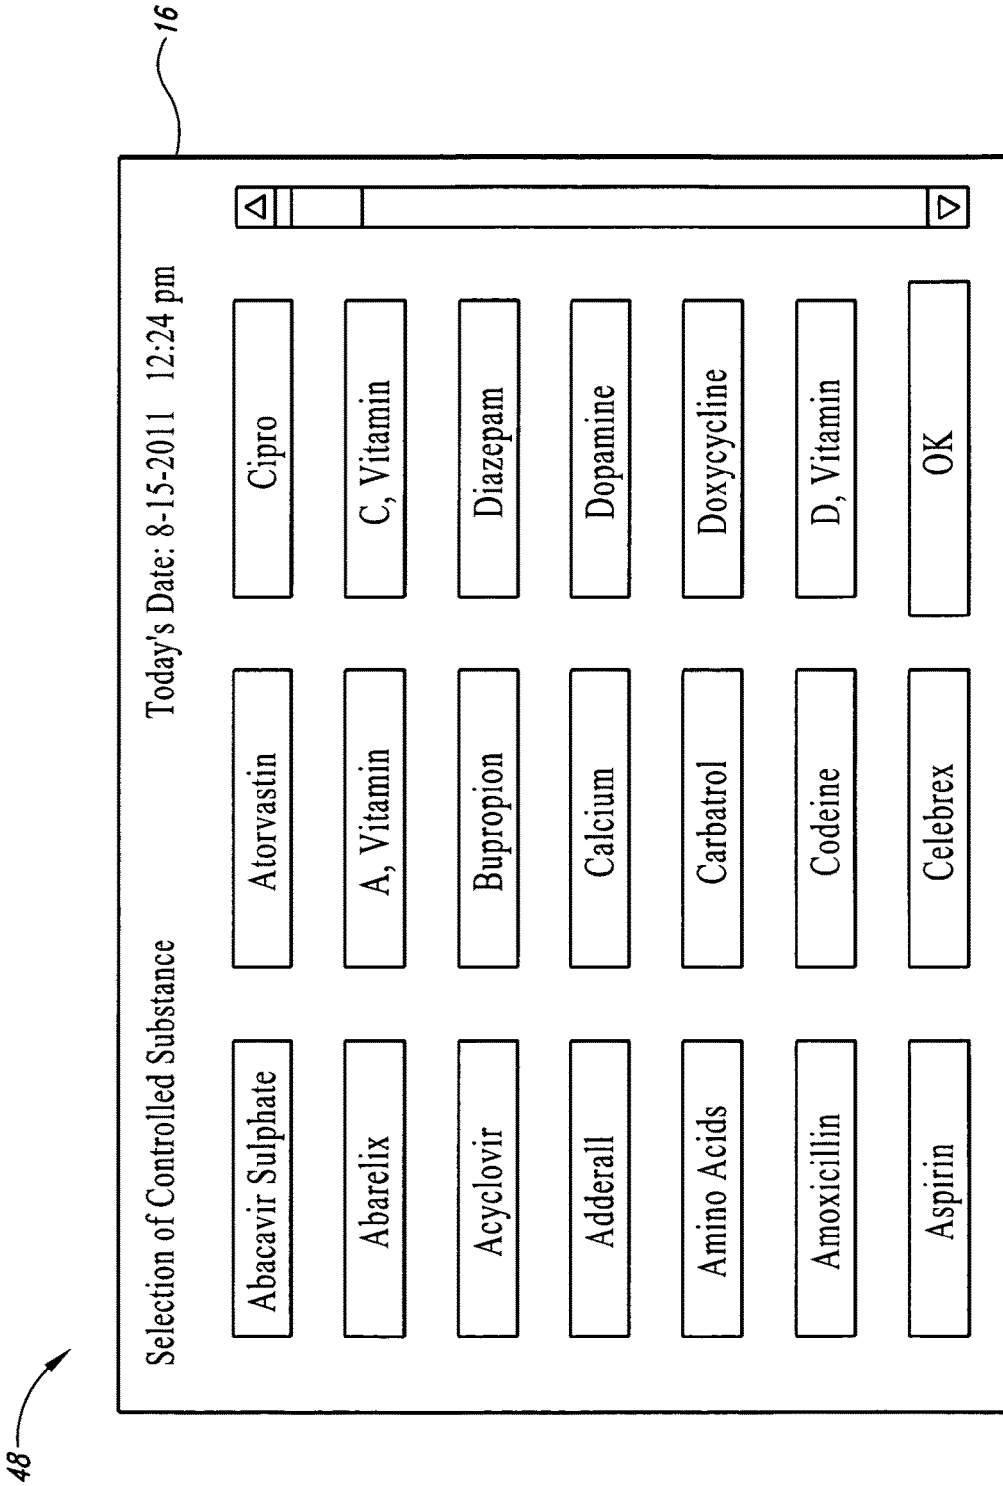 48
16
Selection of Controlled Substance Today's Date: 8-15-2011 12:24 pm
Abacavir Sulphate Atorvastin Cipro
Abarelix A, Vitamin C, Vitamin
Acyclovir Bupropion Diazepam
Adderall Calcium Dopamine
Amino Acids Carbatrol Doxycycline
Amoxicillin Codeine D, Vitamin
Aspirin Celebrex OK